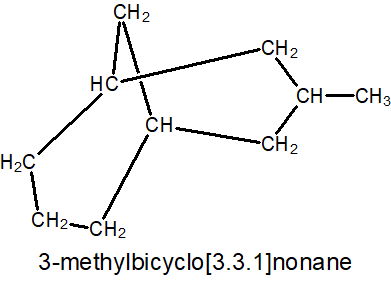 CH2
CH2
HC
CH
CH3
CH
CH2
H2C
CH2
CH2
3-methylbicyclo[3.3.1]nonane